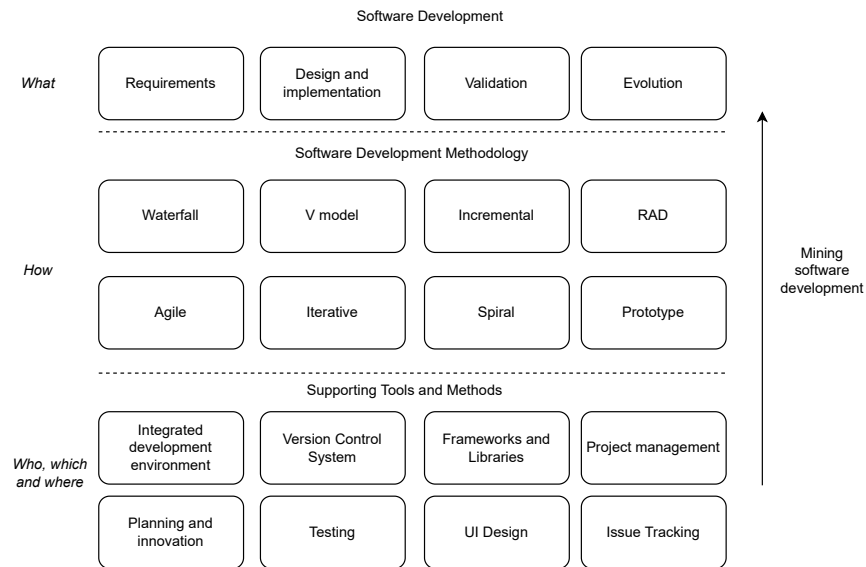 Software Development
What
Requirements
Design and
implementation
Validation
Evolution
Software Development Methodology
How
Waterfall
V model
Incremental
RAD
Agile
Iterative
Spiral
Prototype
Mining
software
development
Supporting Tools and Methods
Who, which
and where
Integrated
development
environment
Version Control
System
Frameworks and
Libraries
Project management
Planning and
innovation
Testing
UI Design
Issue Tracking